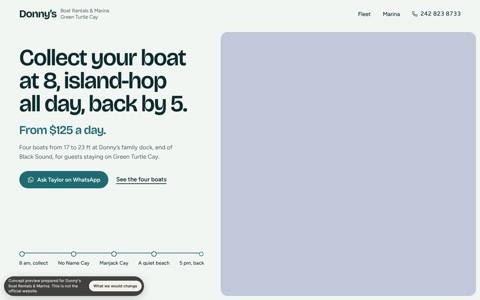 Donny's
Boat Rentals & Marina
Green Turtle Cay
Fleet
Marina
242 823 8733
Collect your boat
at 8, island-hop
all day, back by 5.
From $125 a day.
Four boats from 17 to 23 ft at Donny's family dock, end of
Black Sound, for guests staying on Green Turtle Cay.
Ask Taylor on WhatsApp
See the four boats
8 am, collect
No Name Cay
Manjack Cay
A quiet beach
5 pm, back
Concept preview prepared for Donny's
Boat Rentals & Marina. This is not the
official website.
What we would change